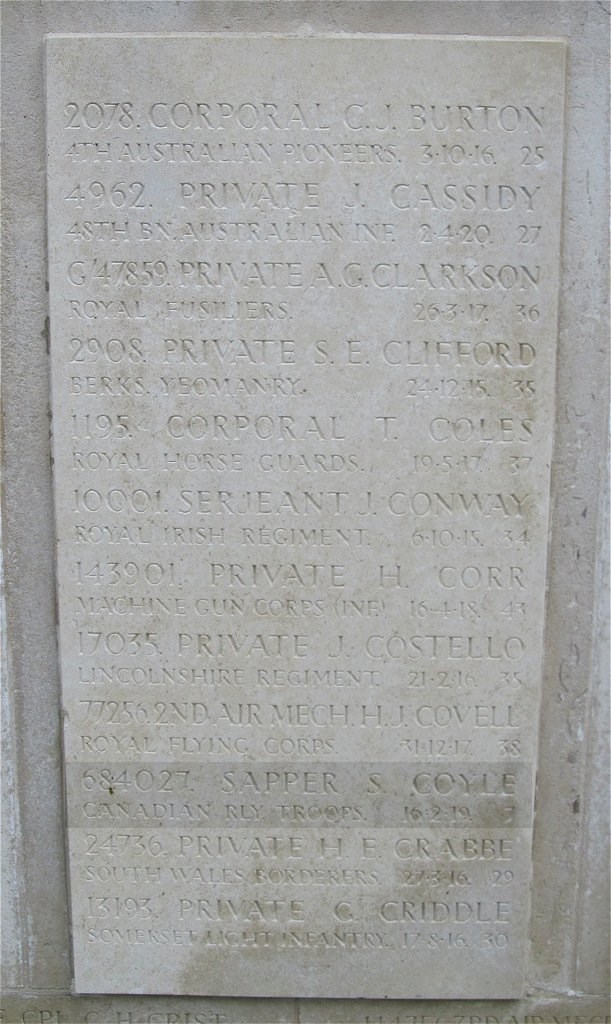 2078. CORPORAL C.J. BURTON
4TH AUSTRALIAN PIONEERS. 3·10·16. 25
4962. PRIVATE J. CASSIDY
48TH BN. AUSTRALIAN INF. 2·4·20. 27
G/47859. PRIVATE A.G. CLARKSON
ROYAL FUSILIERS. 26·3·17. 36
2908. PRIVATE S. E. CLIFFORD
BERKS. YEOMANRY. 24·12·15. 35
1195. CORPORAL T. COLES
ROYAL HORSE GUARDS. 19·5·17. 37
10001. SERJEANT J. CONWAY
ROYAL IRISH REGIMENT. 6·10·15. 34
143901. PRIVATE H. CORR
MACHINE GUN CORPS (INF.) 16·4·18. 43
17035. PRIVATE J. COSTELLO
LINCOLNSHIRE REGIMENT. 21·2·16. 35
77256. 2ND AIR MECH. H.J. COVELL
ROYAL FLYING CORPS. 31·12·17. 38
684027. SAPPER S. COYLE
CANADIAN RLY. TROOPS. 16·2·19. 7
24736. PRIVATE H. F. CRABBE
SOUTH WALES BORDERERS. 27·3·16. 29
13193. PRIVATE G. CRIDDLE
SOMERSET LIGHT INFANTRY. 17·8·16. 30
CPL. C. H. CRIST
3RD AIR MECH